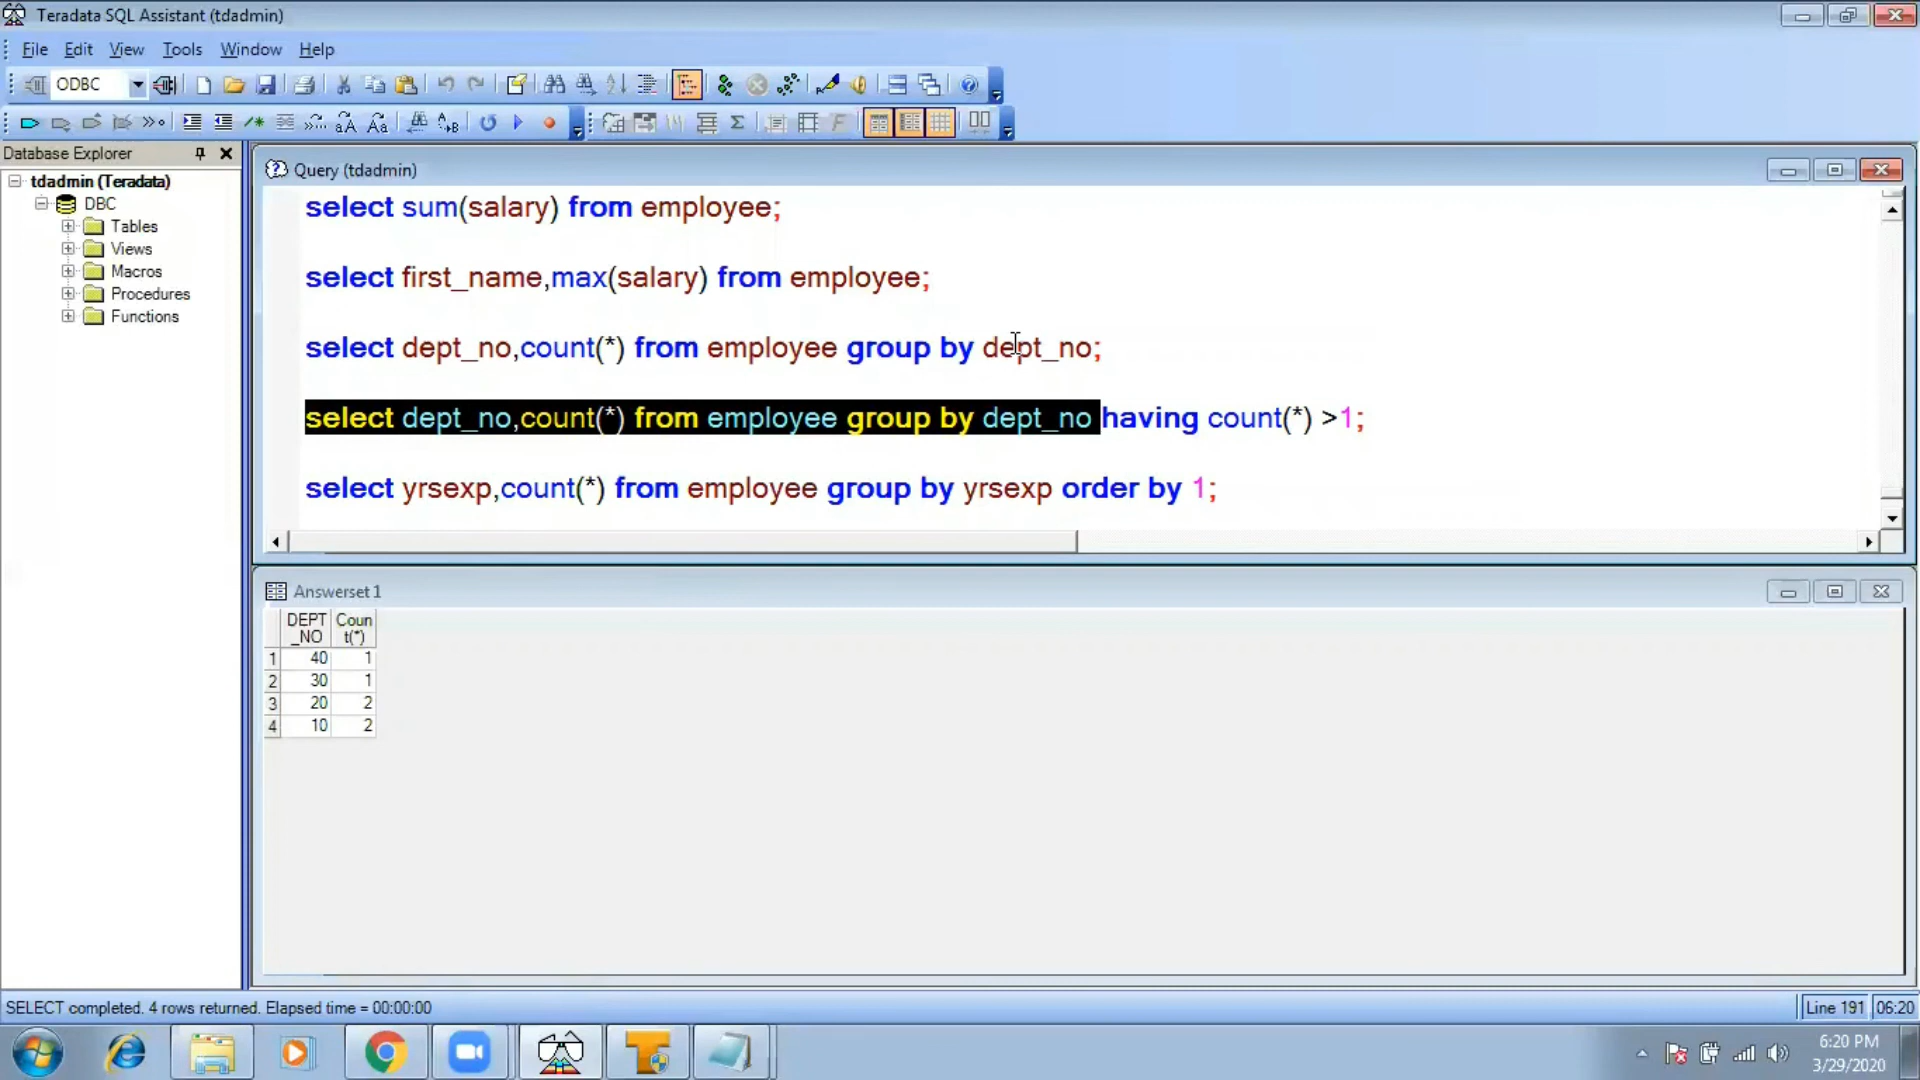 Teradata SQL Assistant (tdadmin)
File Edit View Tools Window Help
ODBC
Database Explorer
tdadmin (Teradata)
DBC
Tables
Views
Macros
Procedures
Functions
Query (tdadmin)
select sum(salary) from employee;
select first_name,max(salary) from employee;
select dept_no,count(*) from employee group by dept_no;
select dept_no,count(*) from employee group by dept_no having count(*) >1;
select yrsexp,count(*) from employee group by yrsexp order by 1;
Answerset 1
DEPT Coun
_NO t(*)
1 40 1
2 30 1
3 20 2
4 10 2
SELECT completed. 4 rows returned. Elapsed time = 00:00:00
Line 191 06:20
6:20 PM
3/29/2020